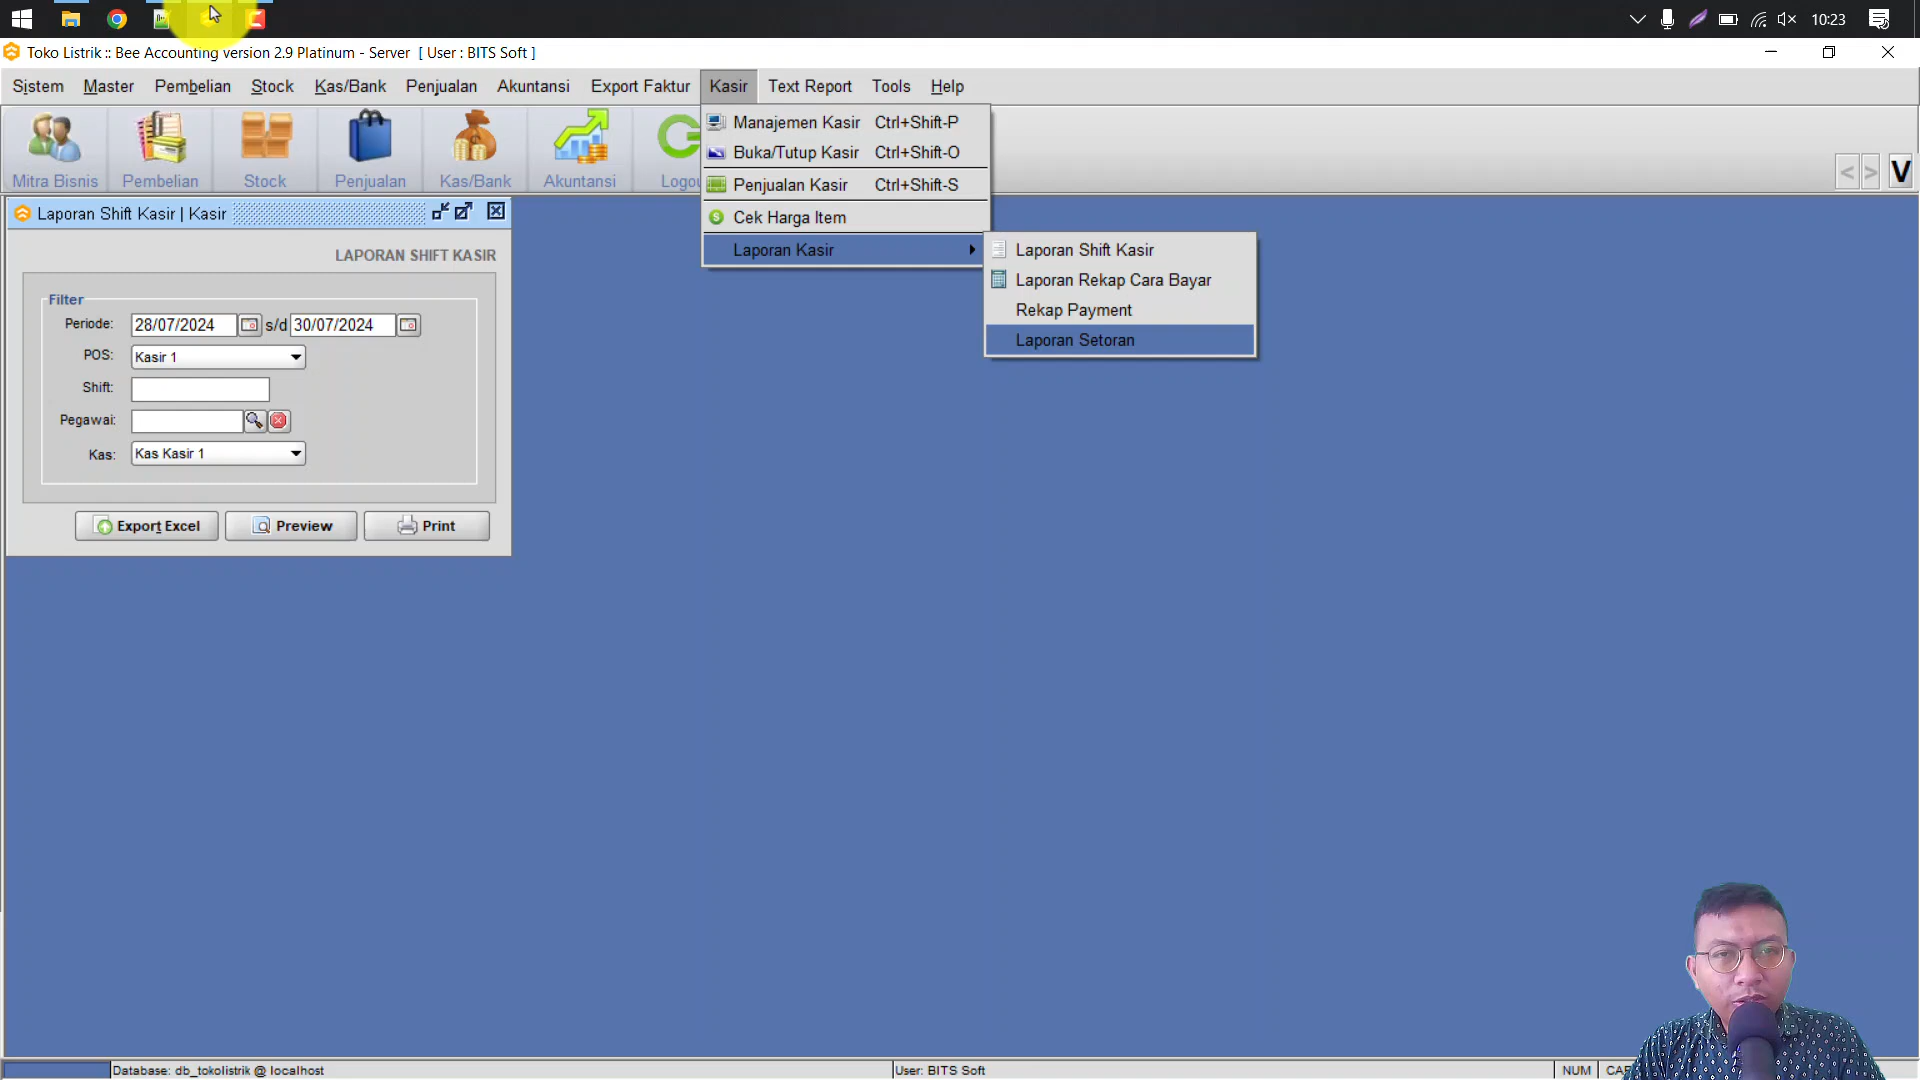 10:23
Toko Listrik :: Bee Accounting version 2.9 Platinum - Server [ User : BITS Soft ]
Sistem Master Pembelian Stock Kas/Bank Penjualan Akuntansi Export Faktur Kasir Text Report Tools Help
Manajemen Kasir Ctrl+Shift-P
Buka/Tutup Kasir Ctrl+Shift-O
Penjualan Kasir Ctrl+Shift-S
Cek Harga Item
Laporan Kasir
Laporan Shift Kasir
Laporan Rekap Cara Bayar
Rekap Payment
Laporan Setoran
Mitra Bisnis Pembelian Stock Penjualan Kas/Bank Akuntansi Logou
< > V
Laporan Shift Kasir | Kasir
LAPORAN SHIFT KASIR
Filter
Periode: 28/07/2024 s/d 30/07/2024
POS: Kasir 1
Shift:
Pegawai:
Kas: Kas Kasir 1
Export Excel Preview Print
Database: db_tokolistrik @ localhost User: BITS Soft NUM CAP